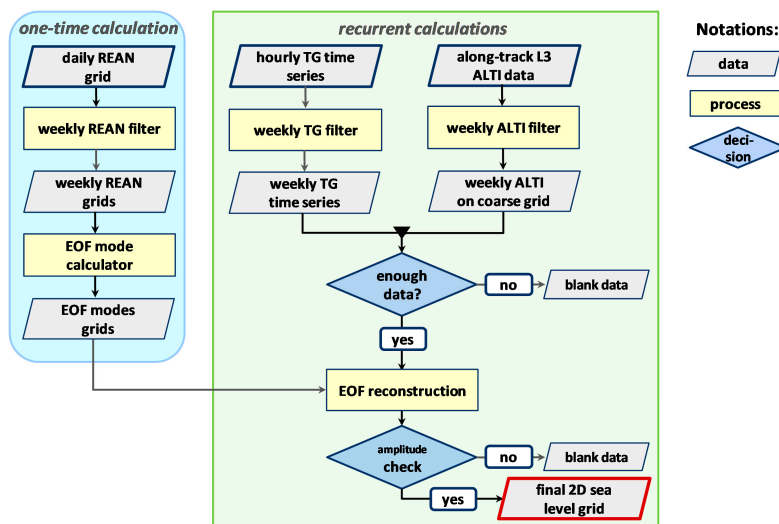 one-time calculation
recurrent calculations
Notations:
daily REAN
grid
hourly TG time
series
along-track L3
ALTI data
data
weekly REAN filter
weekly TG filter
weekly ALTI filter
process
deci-
sion
weekly REAN
grids
weekly TG
time series
weekly ALTI
on coarse grid
EOF mode
calculator
enough
data?
no
blank data
EOF modes
grids
yes
EOF reconstruction
amplitude
check
no
blank data
yes
final 2D sea
level grid